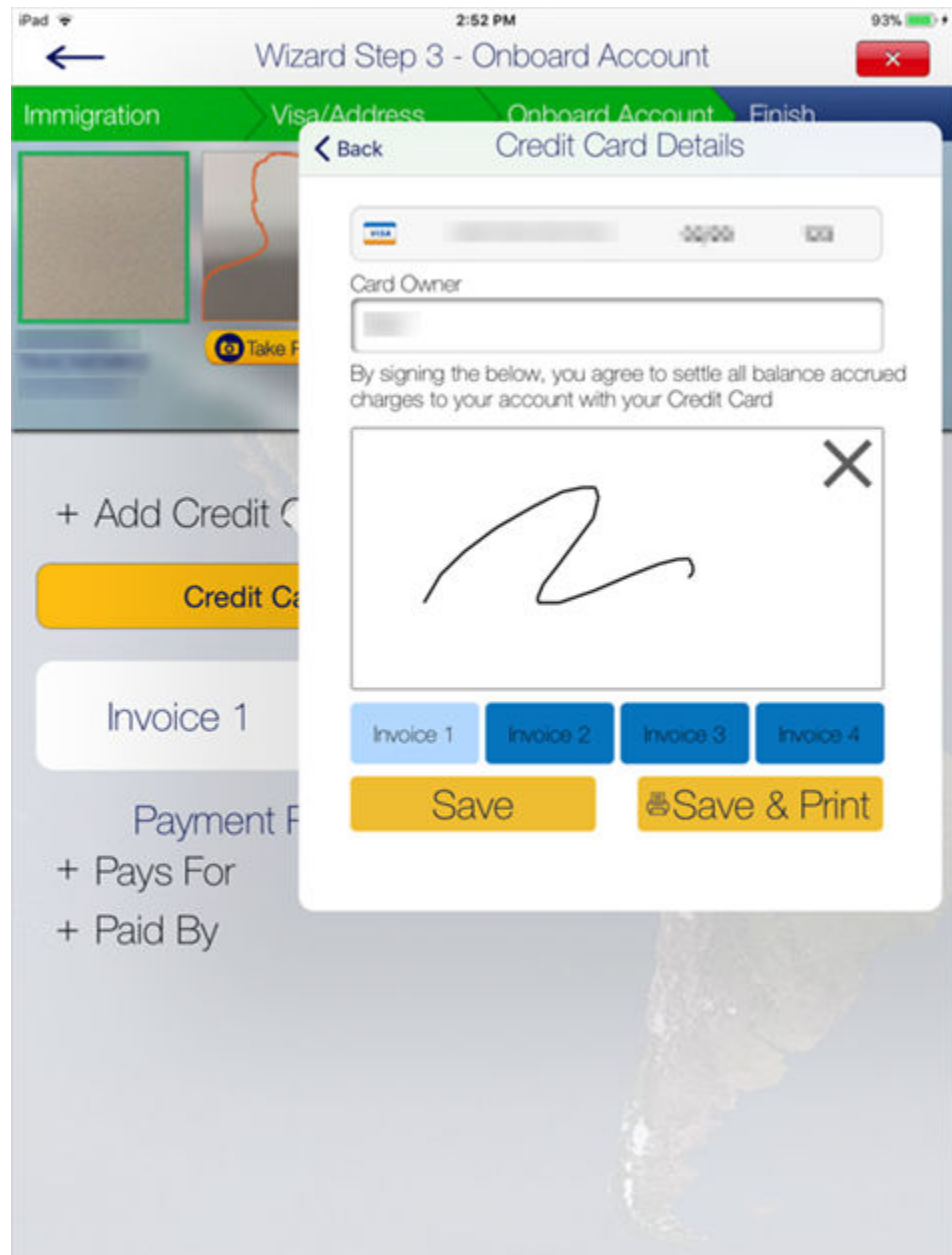 iPad 2:52 PM 93%
Wizard Step 3 - Onboard Account
Immigration Visa/Address Onboard Account Finish
Back Credit Card Details
VISA
Card Owner
Take
By signing the below, you agree to settle all balance accrued
charges to your account with your Credit Card
+ Add Credit
Credit
Invoice 1
Invoice 1 Invoice 2 Invoice 3 Invoice 4
Save Save & Print
Payment
+ Pays For
+ Paid By